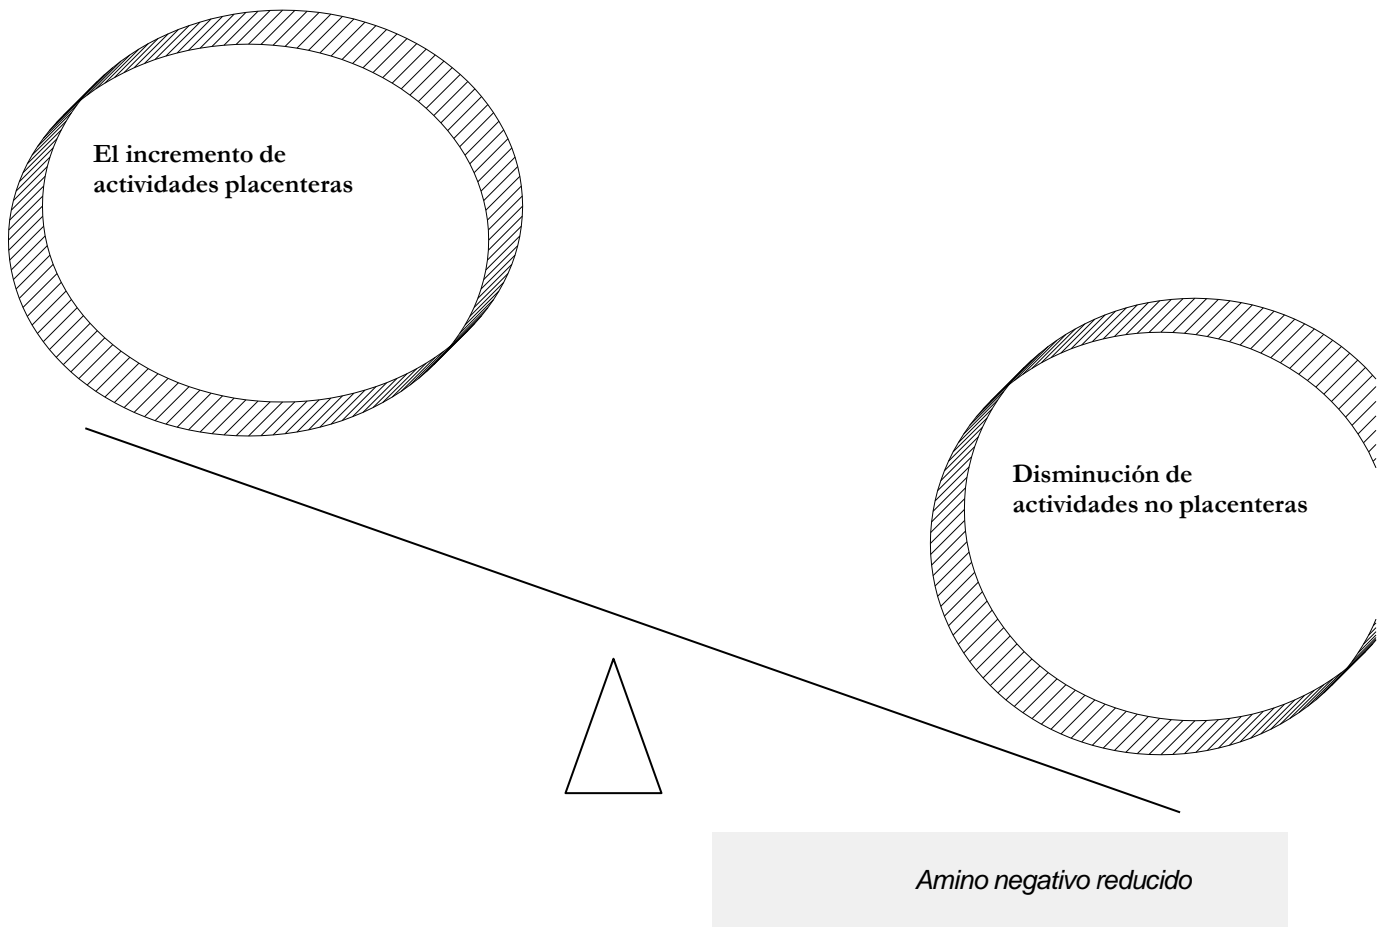 El incremento de
actividades placenteras
Disminución de
actividades no placenteras
Amino negativo reducido